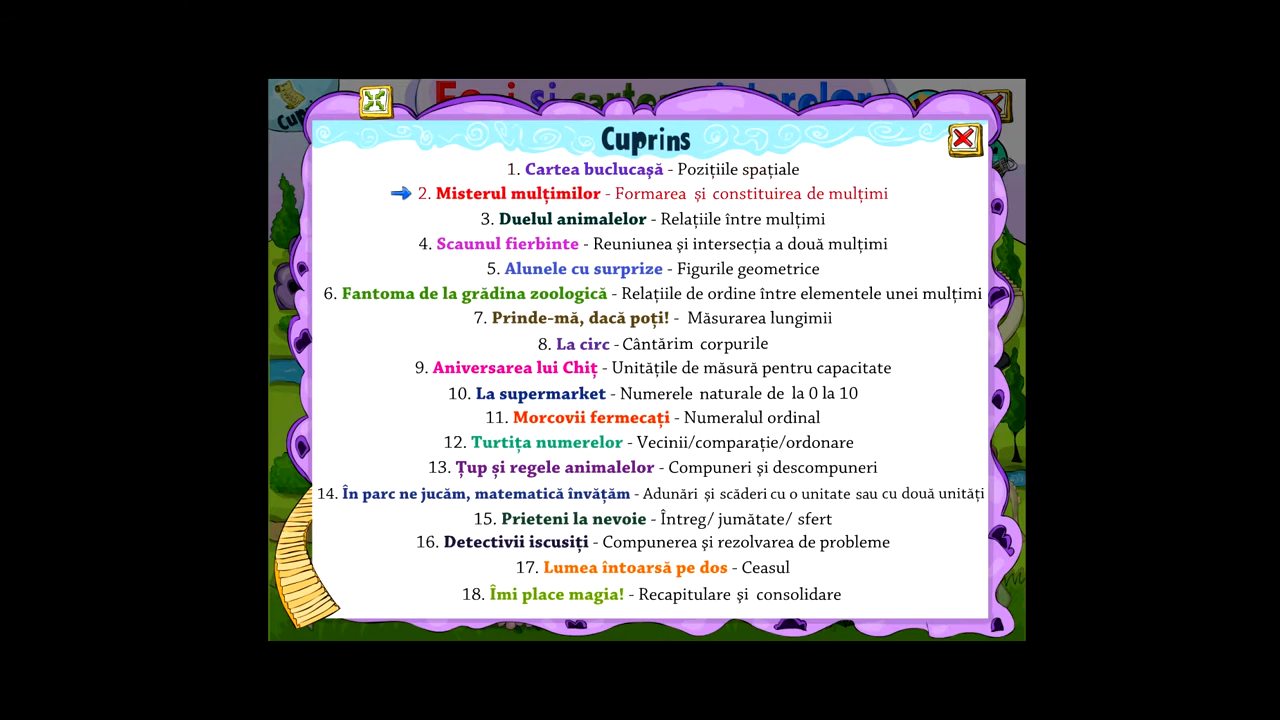 Cuprins
1. Cartea buclucașă - Pozițiile spațiale
2. Misterul mulțimilor - Formarea și constituirea de mulțimi
3. Duelul animalelor - Relațiile între mulțimi
4. Scaunul fierbinte - Reuniunea și intersecția a două mulțimi
5. Alunele cu surprize - Figurile geometrice
6. Fantoma de la grădina zoologică - Relațiile de ordine între elementele unei mulțimi
7. Prinde-mă, dacă poți! - Măsurarea lungimii
8. La circ - Cântărim corpurile
9. Aniversarea lui Chiț - Unitățile de măsură pentru capacitate
10. La supermarket - Numerele naturale de la 0 la 10
11. Morcovii fermecați - Numeralul ordinal
12. Turtița numerelor - Vecinii/comparație/ordonare
13. Țup și regele animalelor - Compuneri și descompuneri
14. În parc ne jucăm, matematică învățăm - Adunări și scăderi cu o unitate sau cu două unități
15. Prieteni la nevoie - Întreg/ jumătate/ sfert
16. Detectivii iscusiți - Compunerea și rezolvarea de probleme
17. Lumea întoarsă pe dos - Ceasul
18. Îmi place magia! - Recapitulare și consolidare